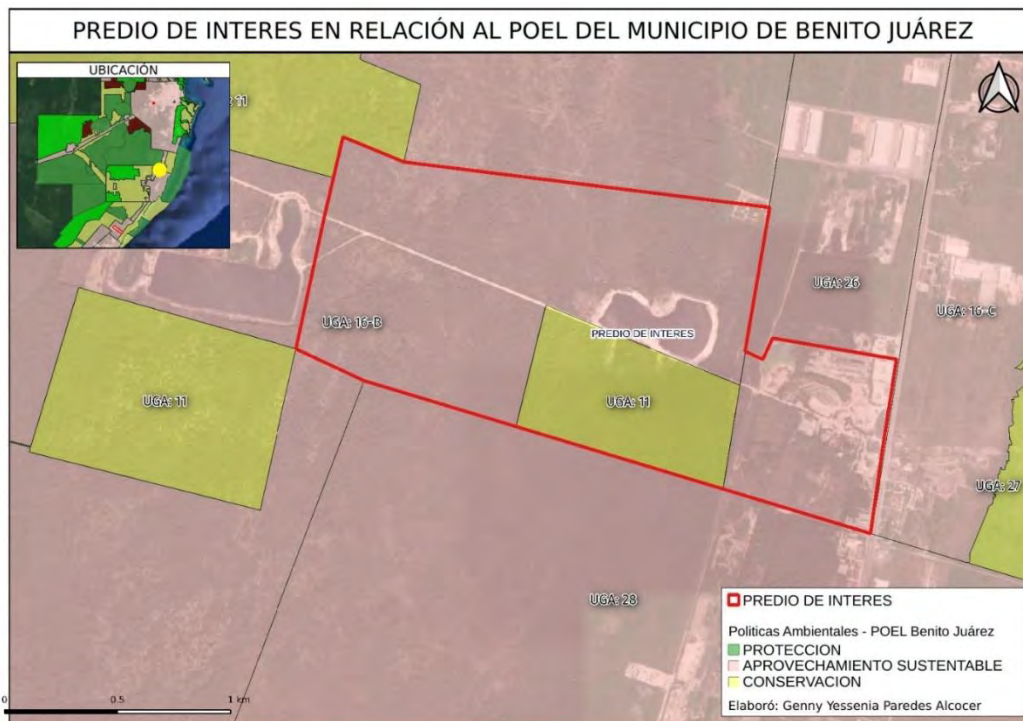 PREDIO DE INTERES EN RELACIÓN AL POEL DEL MUNICIPIO DE BENITO JUÁREZ
UBICACIÓN
11
UGA: 26
UGA: 16-C
UGA: 16-B
PREDIO DE INTERES
UGA: 11
UGA: 11
UGA: 27
UGA: 28
PREDIO DE INTERES
Politicas Ambientales - POEL Benito Juárez
PROTECCION
APROVECHAMIENTO SUSTENTABLE
CONSERVACION
Elaboró: Genny Yessenia Paredes Alcocer
0 0.5 1 km